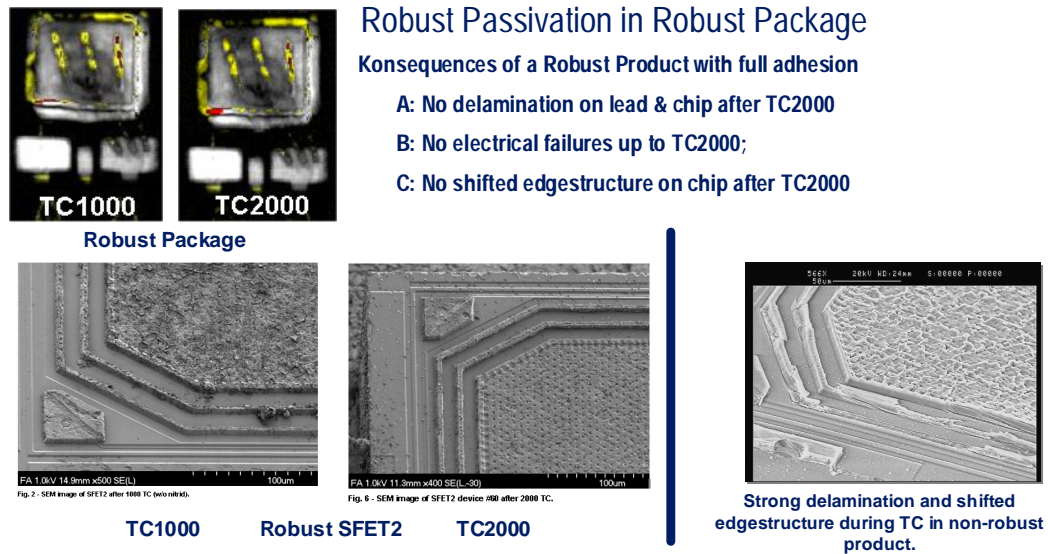 Robust Passivation in Robust Package
Konsequences of a Robust Product with full adhesion
A: No delamination on lead & chip after TC2000
B: No electrical failures up to TC2000;
C: No shifted edgestructure on chip after TC2000
TC1000
TC2000
Robust Package
FA 1.0kV 14.9mm x500 SE(L) 100um
Fig. 2 - SEM image of SFET2 after 1000 TC (w/o nitrid).
FA 1.0kV 11.3mm x400 SE(L,-30) 100um
Fig. 6 - SEM image of SFET2 device #60 after 2000 TC.
TC1000 Robust SFET2 TC2000
566X 20kV WD:24mm S:00000 P:00000
50um
Strong delamination and shifted
edgestructure during TC in non-robust
product.